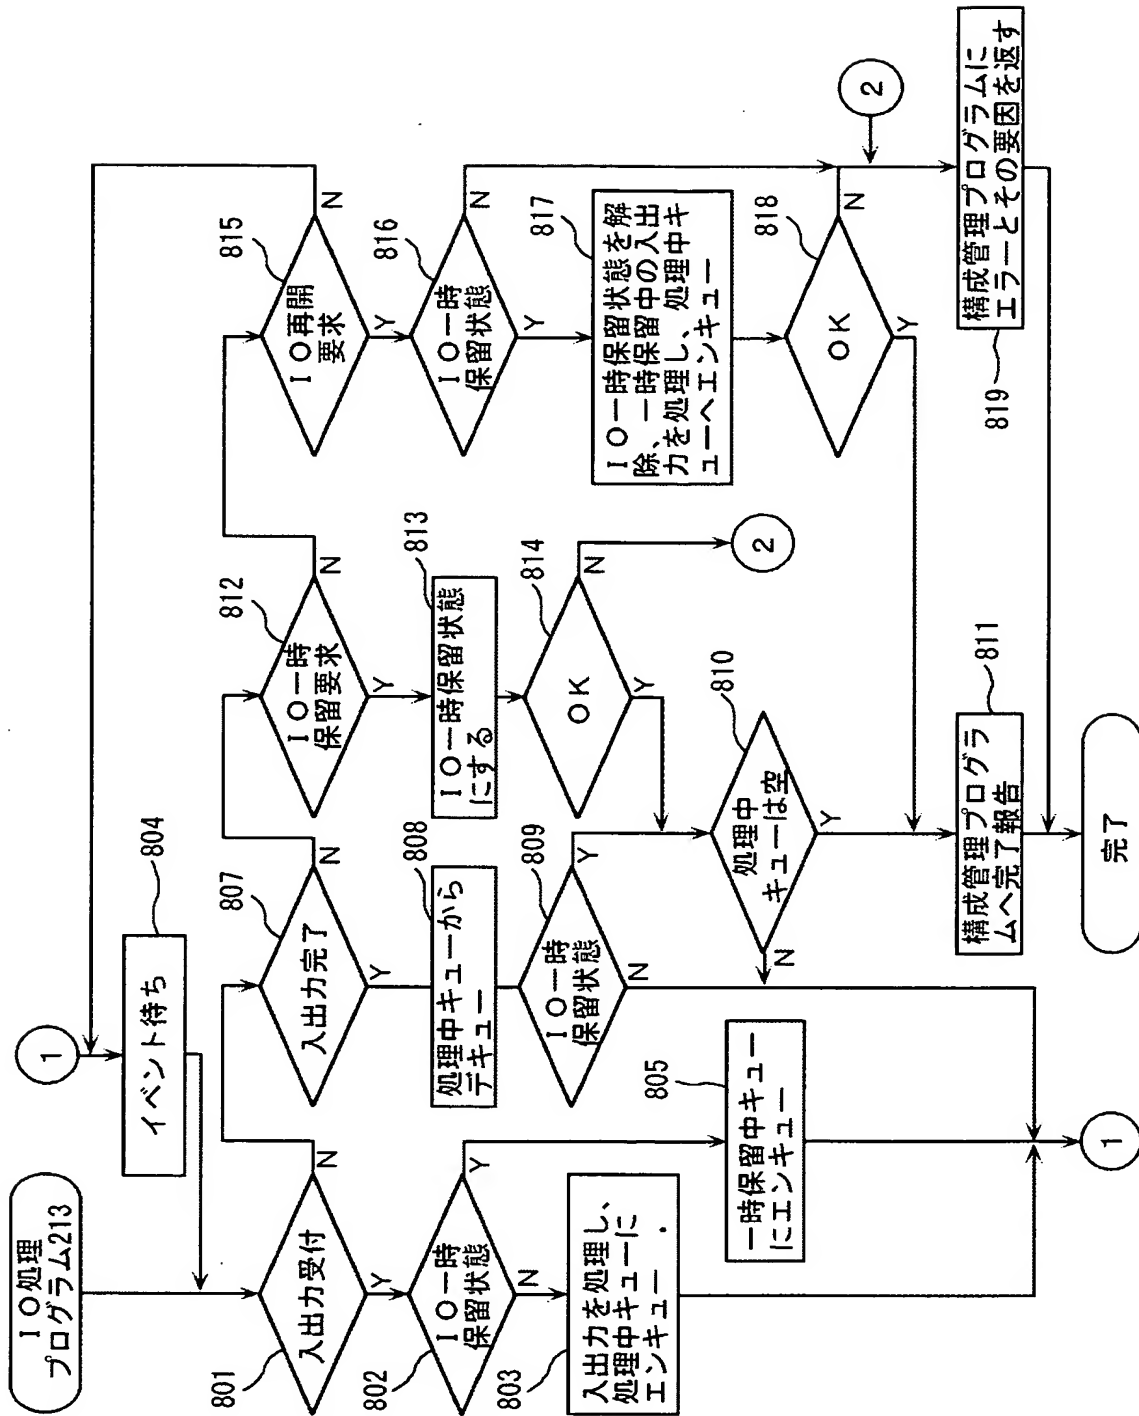 IO処理
プログラム213
1
イベント待ち
804
801
入出力受付
Y
N
802
IO一時
保留状態
Y
N
803
入出力を処理し、
処理中キューに
エンキュー
805
一時保留中キュー
にエンキュー
1
807
入出力完了
Y
N
808
処理中キューから
デキュー
809
IO一時
保留状態
Y
N
810
処理中
キューは空
Y
N
811
構成管理プログラ
ムへ完了報告
完了
812
IO一時
保留要求
Y
N
813
IO一時保留状態
にする
814
OK
Y
N
2
815
IO再開
要求
Y
N
816
IO一時
保留状態
Y
N
817
IO一時保留状態を解
除、一時保留中の入出
力を処理し、処理中キ
ューへエンキュー
818
OK
Y
N
2
819
構成管理プログラムに
エラーとその要因を返す